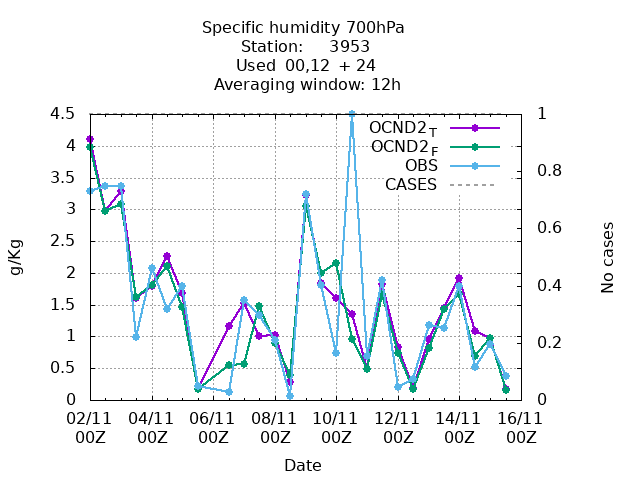 Specific humidity 700hPa
Station:     3953
Used  00,12  + 24
Averaging window: 12h
OCND2T
OCND2F
OBS
CASES
4.5
4
3.5
3
2.5
2
1.5
1
0.5
0
g/Kg
1
0.8
0.6
0.4
0.2
0
No cases
02/11 04/11 06/11 08/11 10/11 12/11 14/11 16/11
00Z 00Z 00Z 00Z 00Z 00Z 00Z 00Z
Date